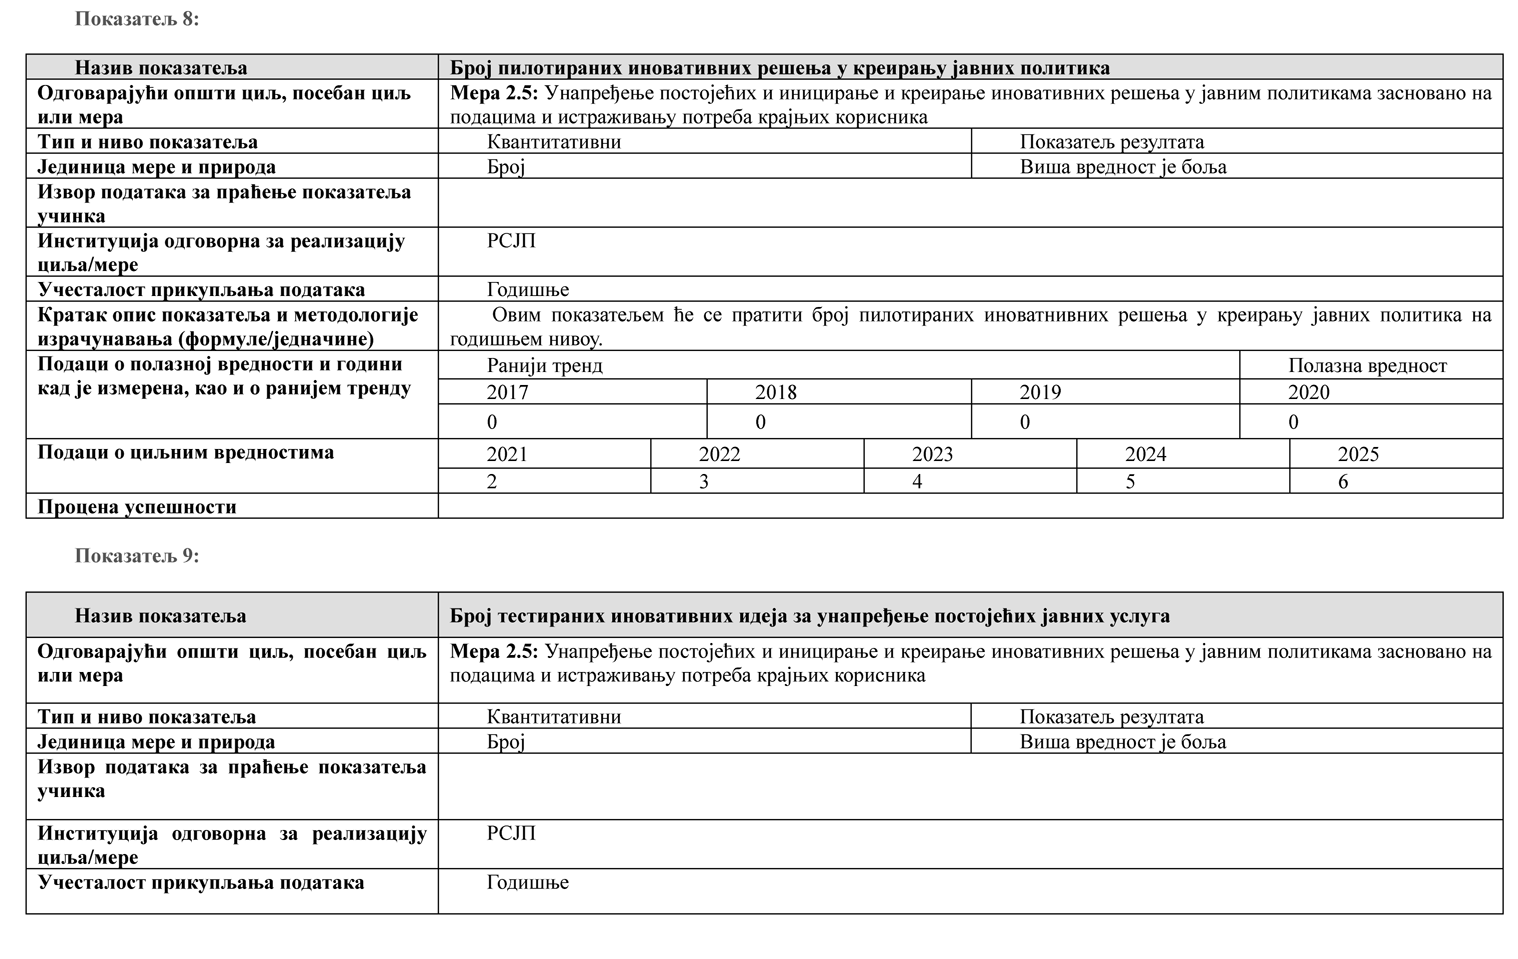 Показатељ 8:
Назив показатеља
Број пилотираних иновативних решења у креирању јавних политика
Одговарајући општи циљ, посебан циљ
или мера
Мера 2.5: Унапређење постојећих и иницирање и креирање иновативних решења у јавним политикама засновано на
подацима и истраживању потреба крајњих корисника
Тип и ниво показатеља
Квантитативни
Показатељ резултата
Јединица мере и природа
Број
Виша вредност је боља
Извор података за праћење показатеља
учинка
Институција одговорна за реализацију
циља/мере
РСЈП
Учесталост прикупљања података
Годишње
Кратак опис показатеља и методологије
израчунавања (формуле/једначине)
Овим показатељем ће се пратити број пилотираних иноватнивних решења у креирању јавних политика на
годишњем нивоу.
Подаци о полазној вредности и години
кад је измерена, као и о ранијем тренду
Ранији тренд
Полазна вредност
2017
2018
2019
2020
0
0
0
0
Подаци о циљним вредностима
2021
2022
2023
2024
2025
2
3
4
5
6
Процена успешности
Показатељ 9:
Назив показатеља
Број тестираних иновативних идеја за унапређење постојећих јавних услуга
Одговарајући општи циљ, посебан циљ
или мера
Мера 2.5: Унапређење постојећих и иницирање и креирање иновативних решења у јавним политикама засновано на
подацима и истраживању потреба крајњих корисника
Тип и ниво показатеља
Квантитативни
Показатељ резултата
Јединица мере и природа
Број
Виша вредност је боља
Извор података за праћење показатеља
учинка
Институција одговорна за реализацију
циља/мере
РСЈП
Учесталост прикупљања података
Годишње